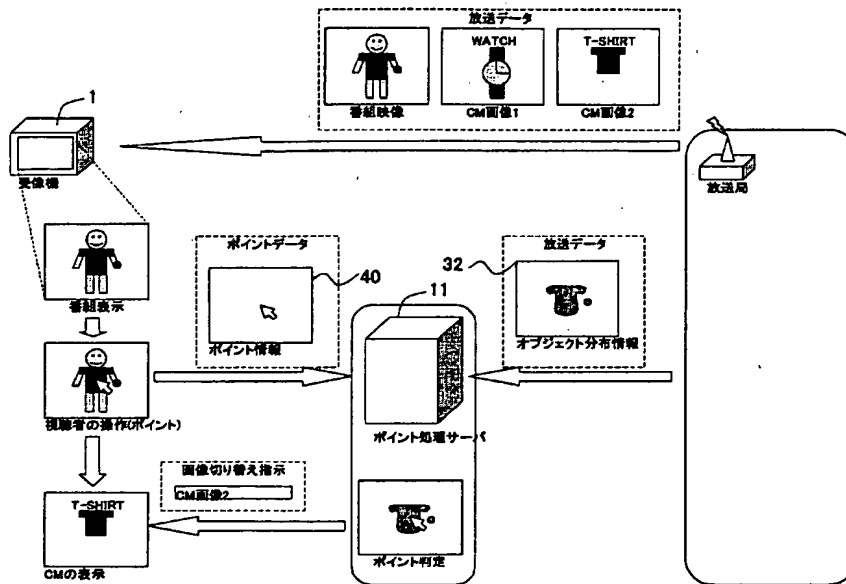 放送データ
WATCH
T-SHIRT
番組映像
CM画像1
CM画像2
1
受像機
放送局
ポイントデータ
放送データ
40
32
11
番組表示
ポイント情報
オブジェクト分布情報
視聴者の操作(ポイント)
ポイント処理サーバ
画像切り替え指示
CM画像2
T-SHIRT
CMの表示
ポイント判定